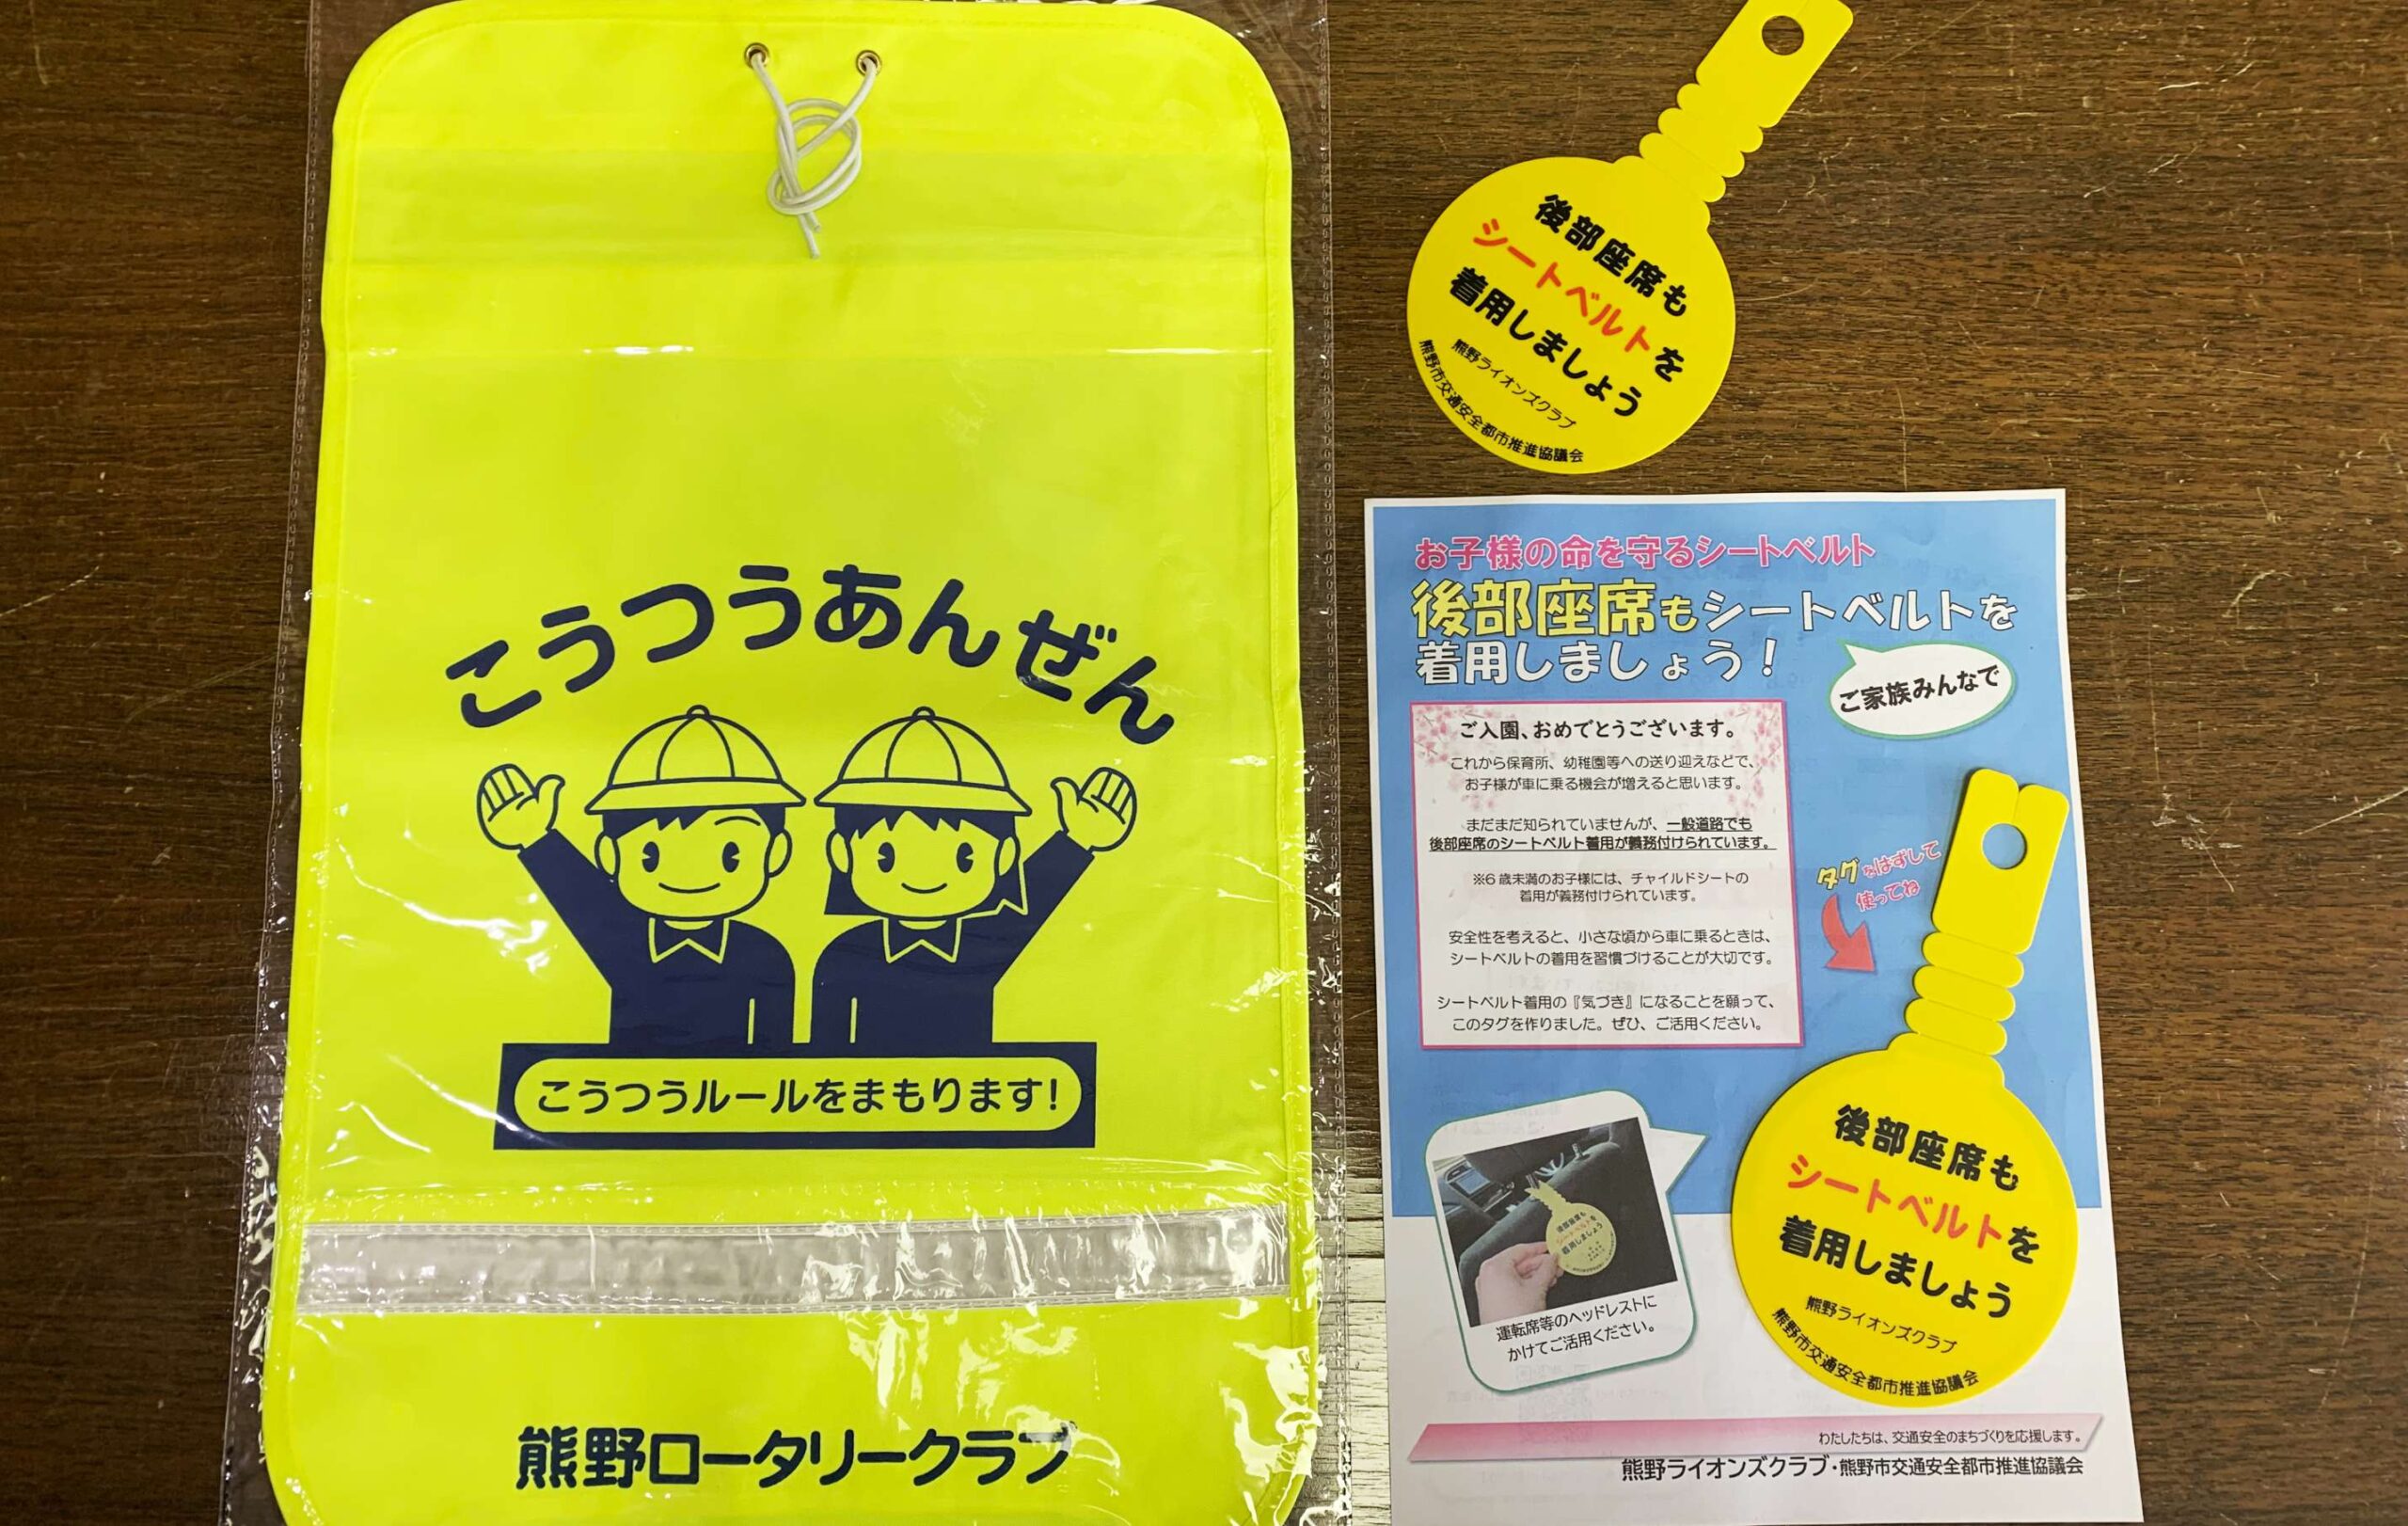 こうつうあんぜん
こうつうルールをまもります!
熊野ロータリークラブ
後部座席も
シートベルトを
着用しましょう
熊野ライオンズクラブ
熊野市交通安全都市推進協議会
お子様の命を守るシートベルト
後部座席もシートベルトを
着用しましょう!
ご家族みんなで
ご入園、おめでとうございます。
これから保育所、幼稚園等への送り迎えなどで、
お子様が車に乗る機会が増えると思います。
まだまだ知られていませんが、一般道路でも
後部座席のシートベルト着用が義務付けられています。
※6歳未満のお子様には、チャイルドシートの
着用が義務付けられています。
安全性を考えると、小さな頃から車に乗るときは、
シートベルトの着用を習慣づけることが大切です。
シートベルト着用の『気づき』になることを願って、
このタグを作りました。ぜひ、ご活用ください。
タグをはずして
使ってね
後部座席も
シートベルトを
着用しましょう
熊野ライオンズクラブ
熊野市交通安全都市推進協議会
後部座席も
シートベルトを
着用しましょう
運転席等のヘッドレストに
かけてご活用ください。
わたしたちは、交通安全のまちづくりを応援します。
熊野ライオンズクラブ・熊野市交通安全都市推進協議会